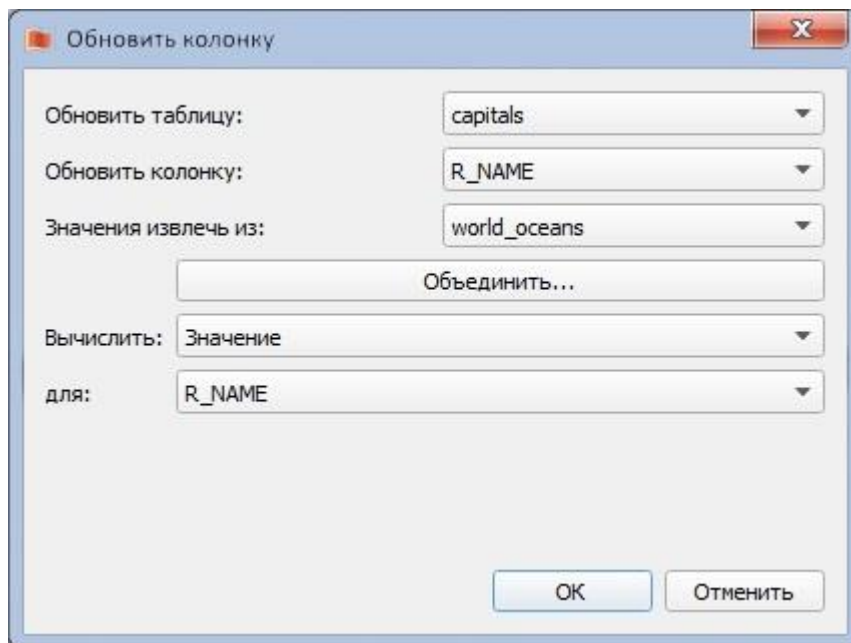 Обновить колонку
Обновить таблицу: capitals
Обновить колонку: R_NAME
Значения извлечь из: world_oceans
Объединить...
Вычислить: Значение
для: R_NAME
OK Отменить